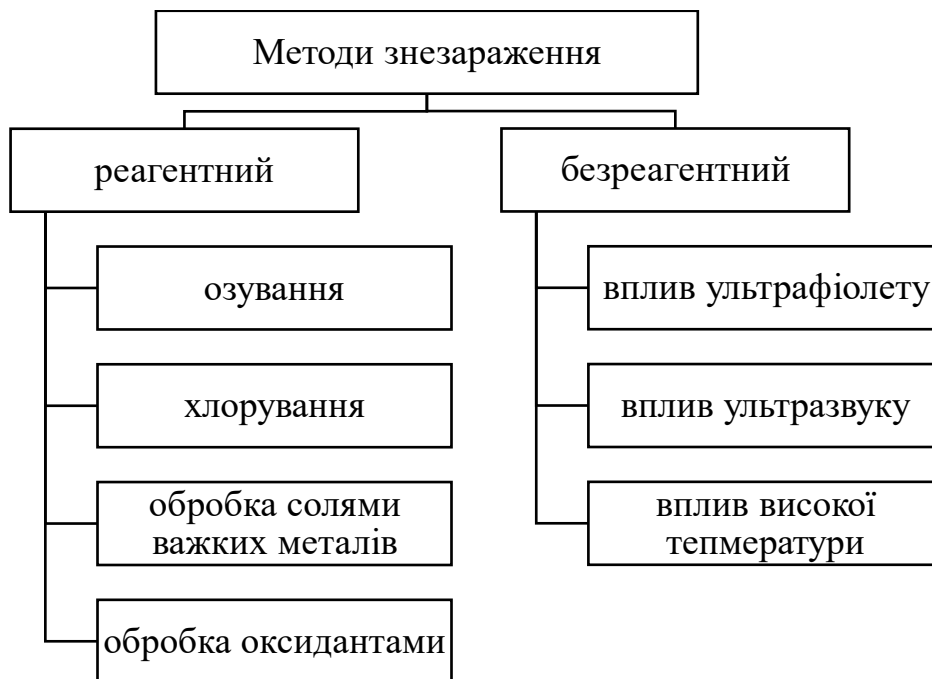 Методи знезараження
реагентний
безреагентний
озування
хлорування
обробка солями
важких металів
обробка оксидантами
вплив ультрафіолету
вплив ультразвуку
вплив високої
тепмератури